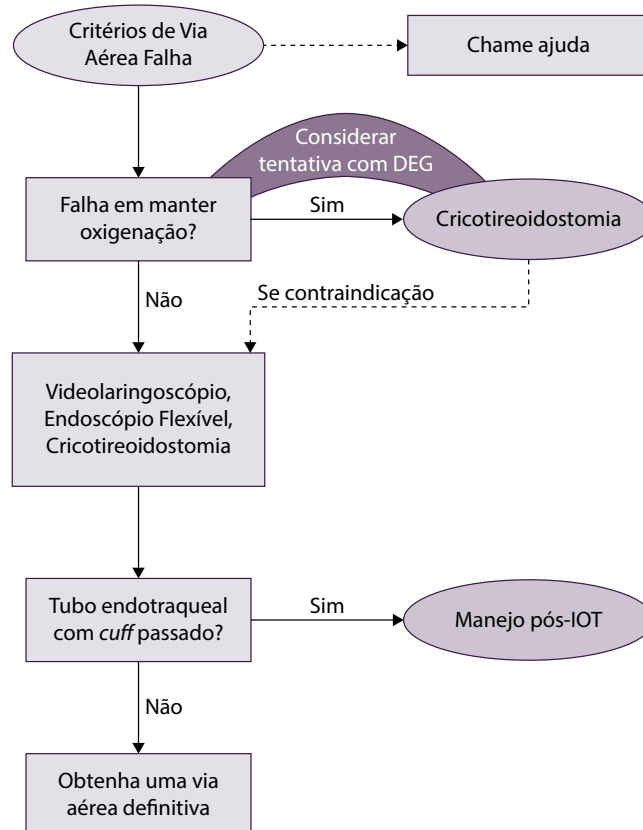 Critérios de Via
Aérea Falha
Chame ajuda
Considerar
tentativa com DEG
Falha em manter
oxigenação?
Sim
Cricotireoidostomia
Não
Se contraindicação
Videolaringoscópio,
Endoscópio Flexível,
Cricotireoidostomia
Tubo endotraqueal
com cuff passado?
Sim
Manejo pós-IOT
Não
Obtenha uma via
aérea definitiva